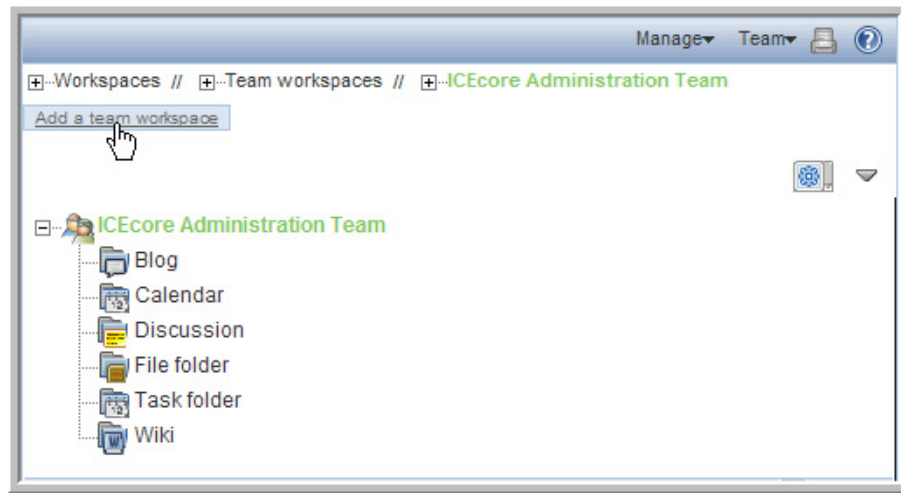 Manage Team
Workspaces // Team workspaces // ICEcore Administration Team
Add a team workspace
ICEcore Administration Team
Blog
Calendar
Discussion
File folder
Task folder
Wiki